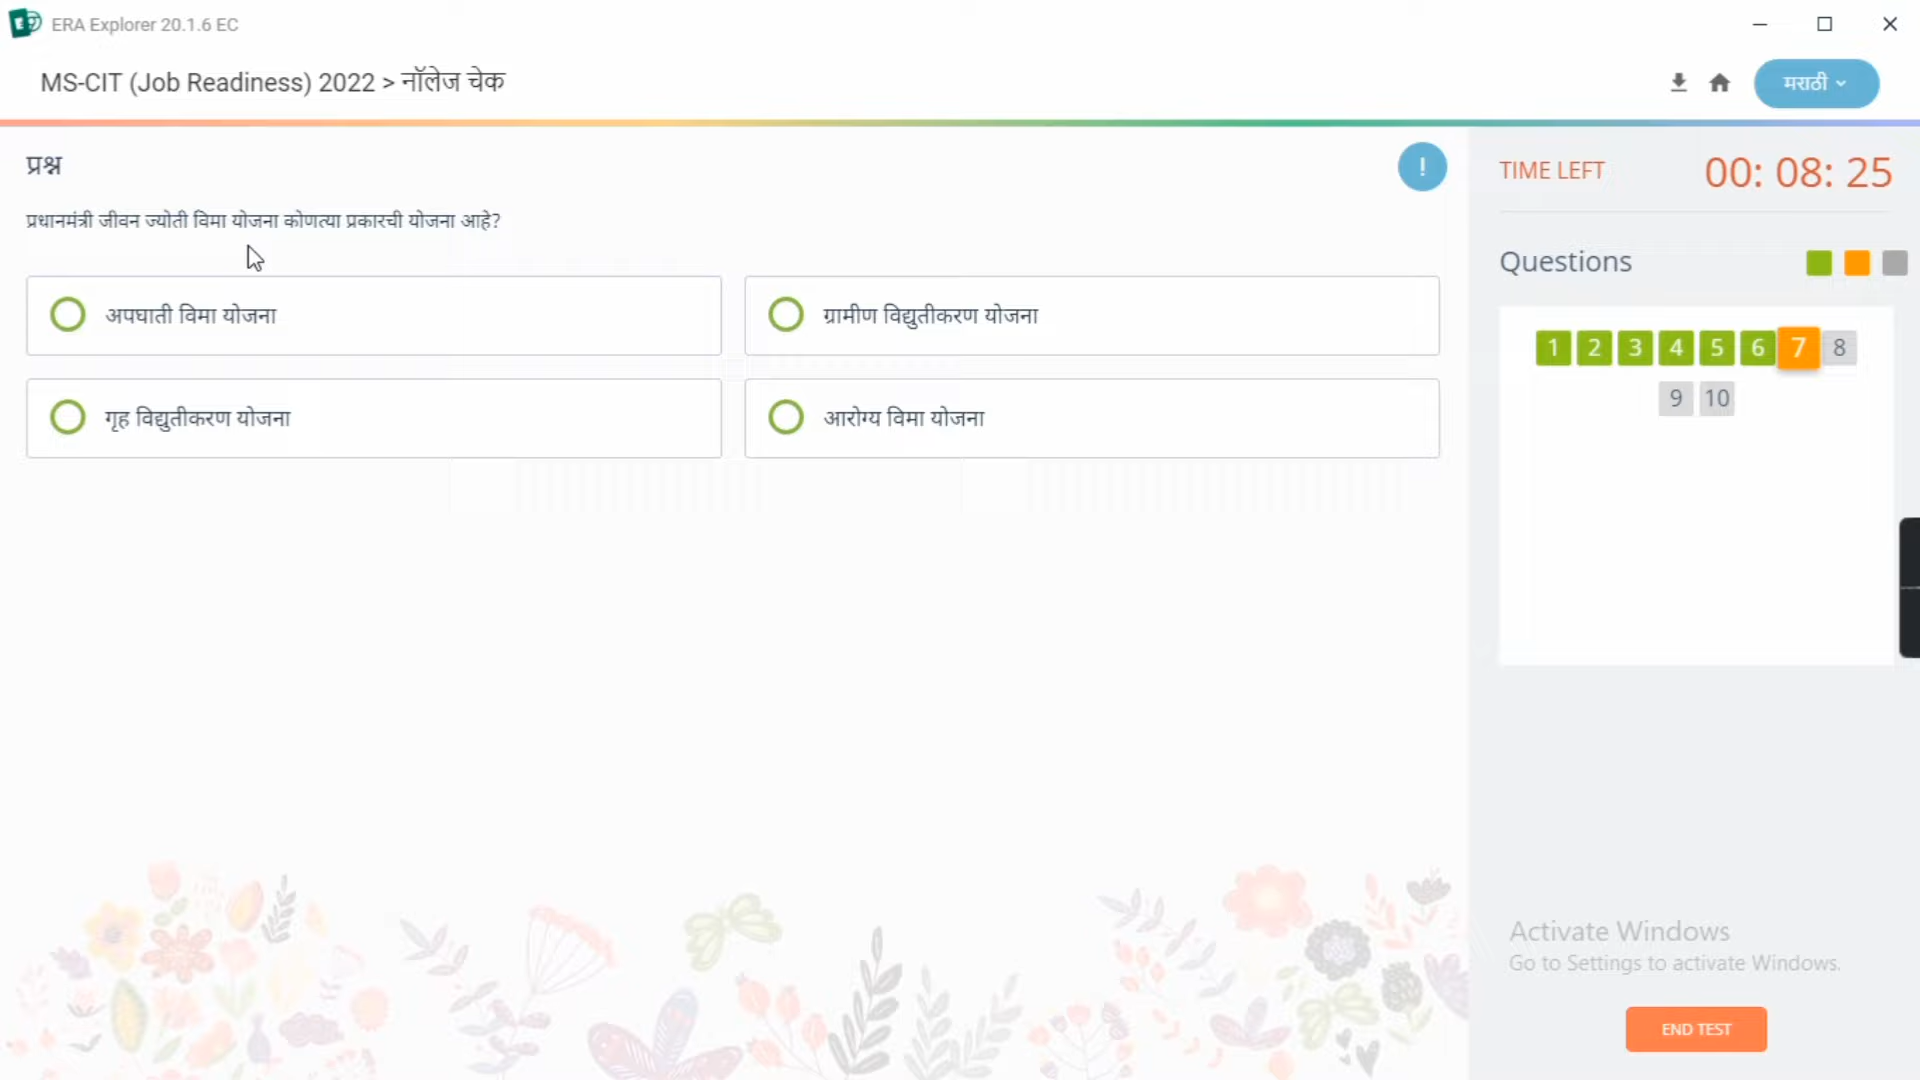 ERA Explorer 20.1.6 EC
MS-CIT (Job Readiness) 2022 > नॉलेज चेक
मराठी
प्रश्न
!
TIME LEFT 00: 08: 25
प्रधानमंत्री जीवन ज्योती विमा योजना कोणत्या प्रकारची योजना आहे?
Questions
अपघाती विमा योजना
ग्रामीण विद्युतीकरण योजना
1 2 3 4 5 6 7 8
9 10
गृह विद्युतीकरण योजना
आरोग्य विमा योजना
Activate Windows
Go to Settings to activate Windows.
END TEST